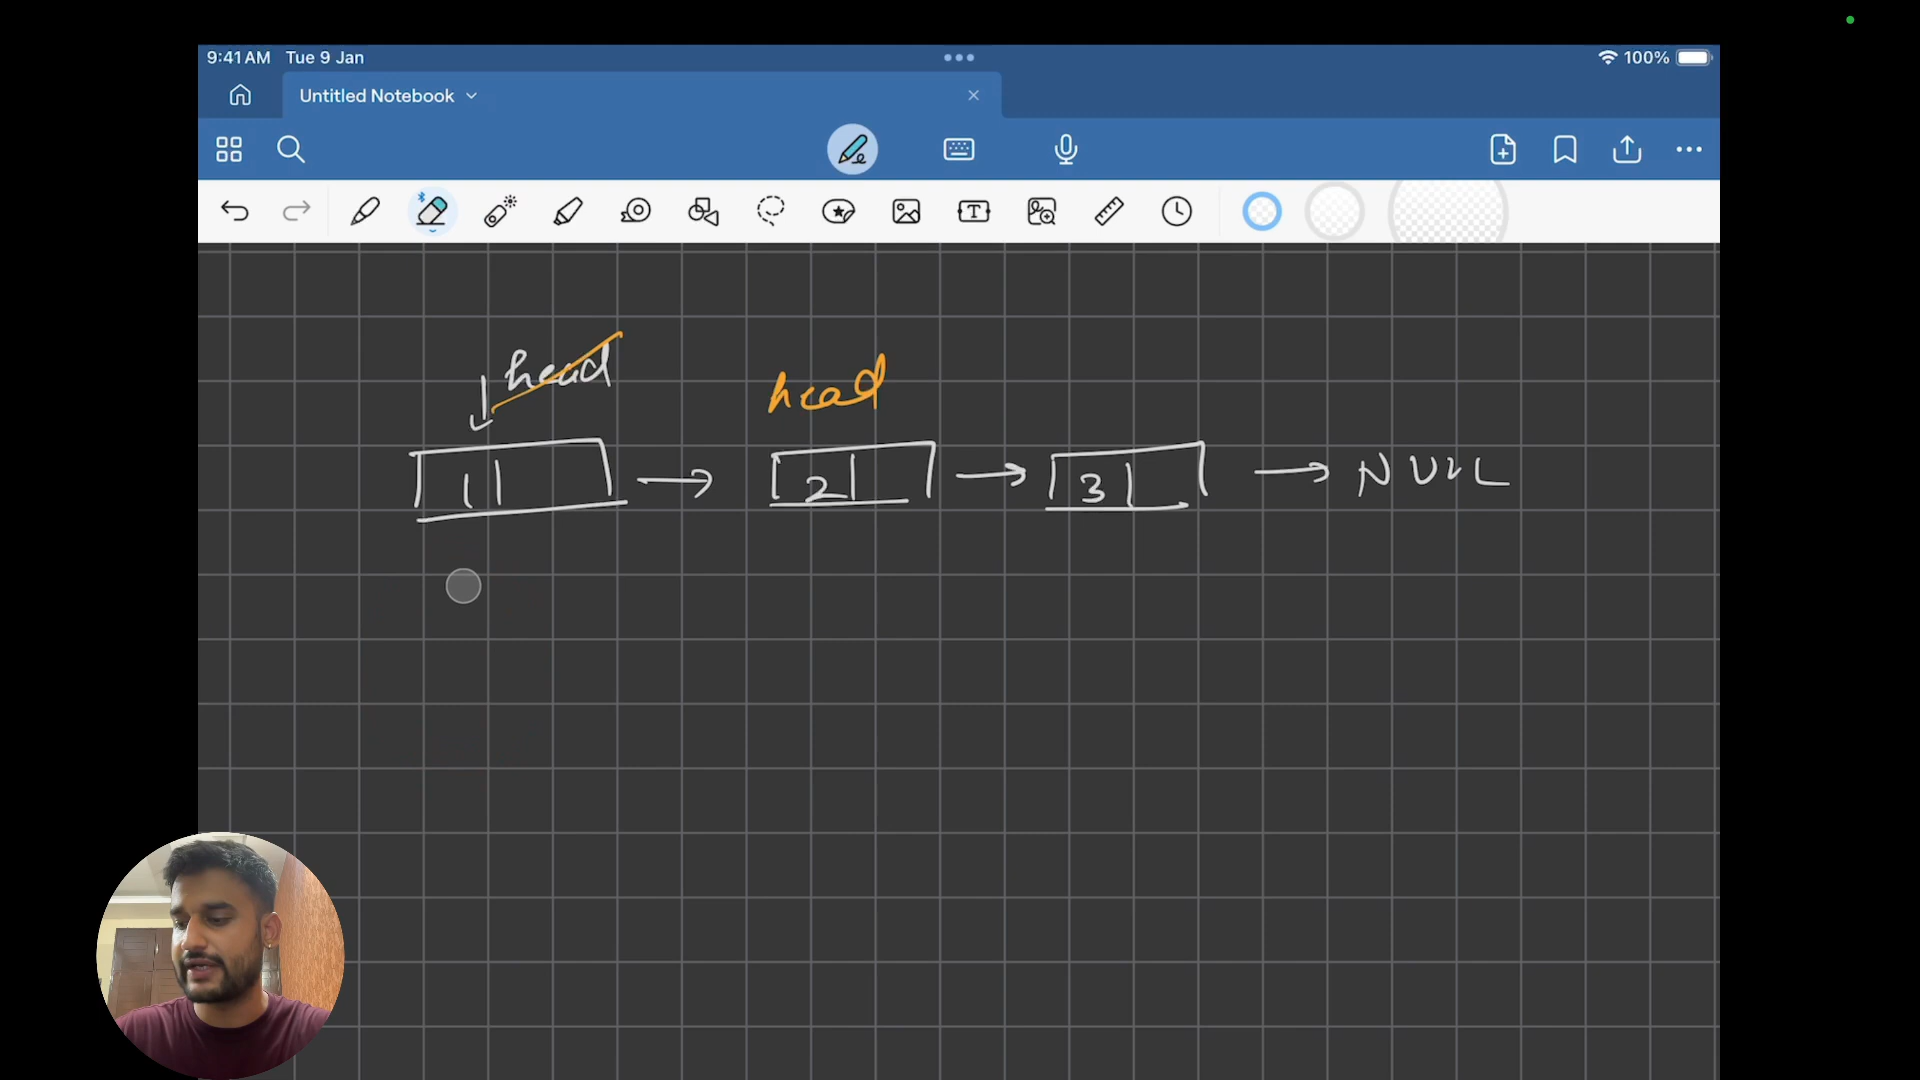 9:41 AM Tue 9 Jan 100%
Untitled Notebook
T
head head
1 2 3 NULL